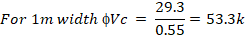 For 1m width ϕVc = 29.3/0.55 = 53.3k